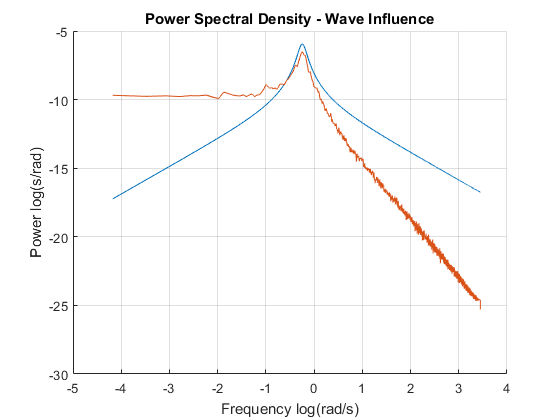 Power Spectral Density - Wave Influence
Power log(s/rad)
-5
-10
-15
-20
-25
-30
-5 -4 -3 -2 -1 0 1 2 3 4
Frequency log(rad/s)